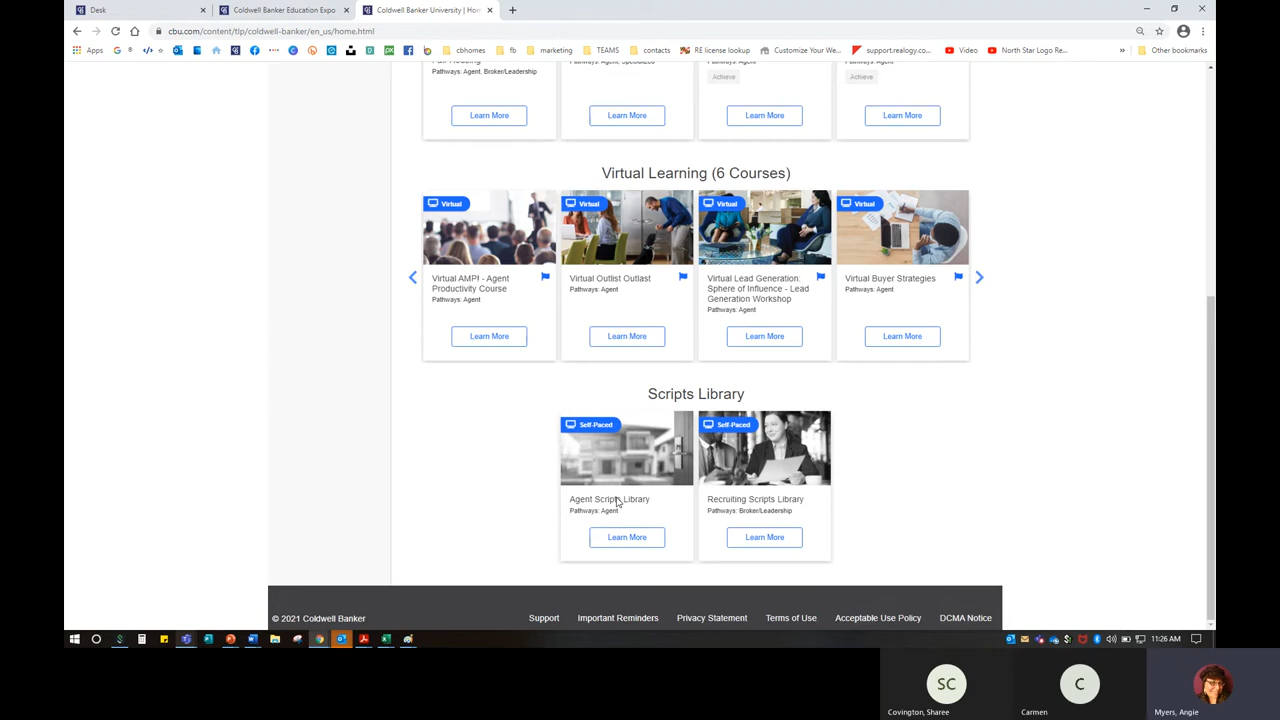 Desk
Coldwell Banker Education Expo
Coldwell Banker University | Hom
cbu.com/content/tlp/coldwell-banker/en_us/home.html
Apps
8
cbhomes
fb
marketing
TEAMS
contacts
RE license lookup
Customize Your We...
support.realogy.co...
Video
North Star Logo Re...
Other bookmarks
Pathways: Agent, Broker/Leadership
Achieve
Achieve
Learn More
Learn More
Learn More
Learn More
Virtual Learning (6 Courses)
Virtual
Virtual
Virtual
Virtual
Virtual AMP! - Agent
Productivity Course
Pathways: Agent
Virtual Outlist Outlast
Pathways: Agent
Virtual Lead Generation:
Sphere of Influence - Lead
Generation Workshop
Pathways: Agent
Virtual Buyer Strategies
Pathways: Agent
Learn More
Learn More
Learn More
Learn More
Scripts Library
Self-Paced
Self-Paced
Agent Scripts Library
Pathways: Agent
Recruiting Scripts Library
Pathways: Broker/Leadership
Learn More
Learn More
© 2021 Coldwell Banker
Support
Important Reminders
Privacy Statement
Terms of Use
Acceptable Use Policy
DCMA Notice
11:26 AM
SC
C
Covington, Sharee
Carmen
Myers, Angie